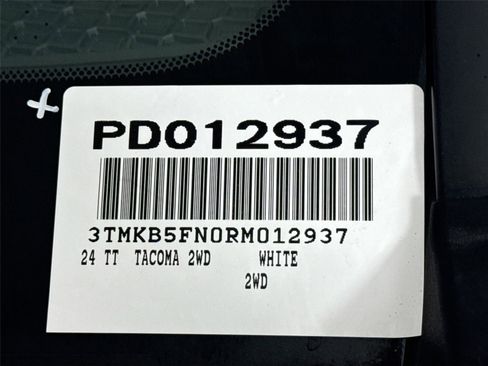 PD012937
3TMKB5FN0RM012937
24 TT TACOMA 2WD WHITE
2WD